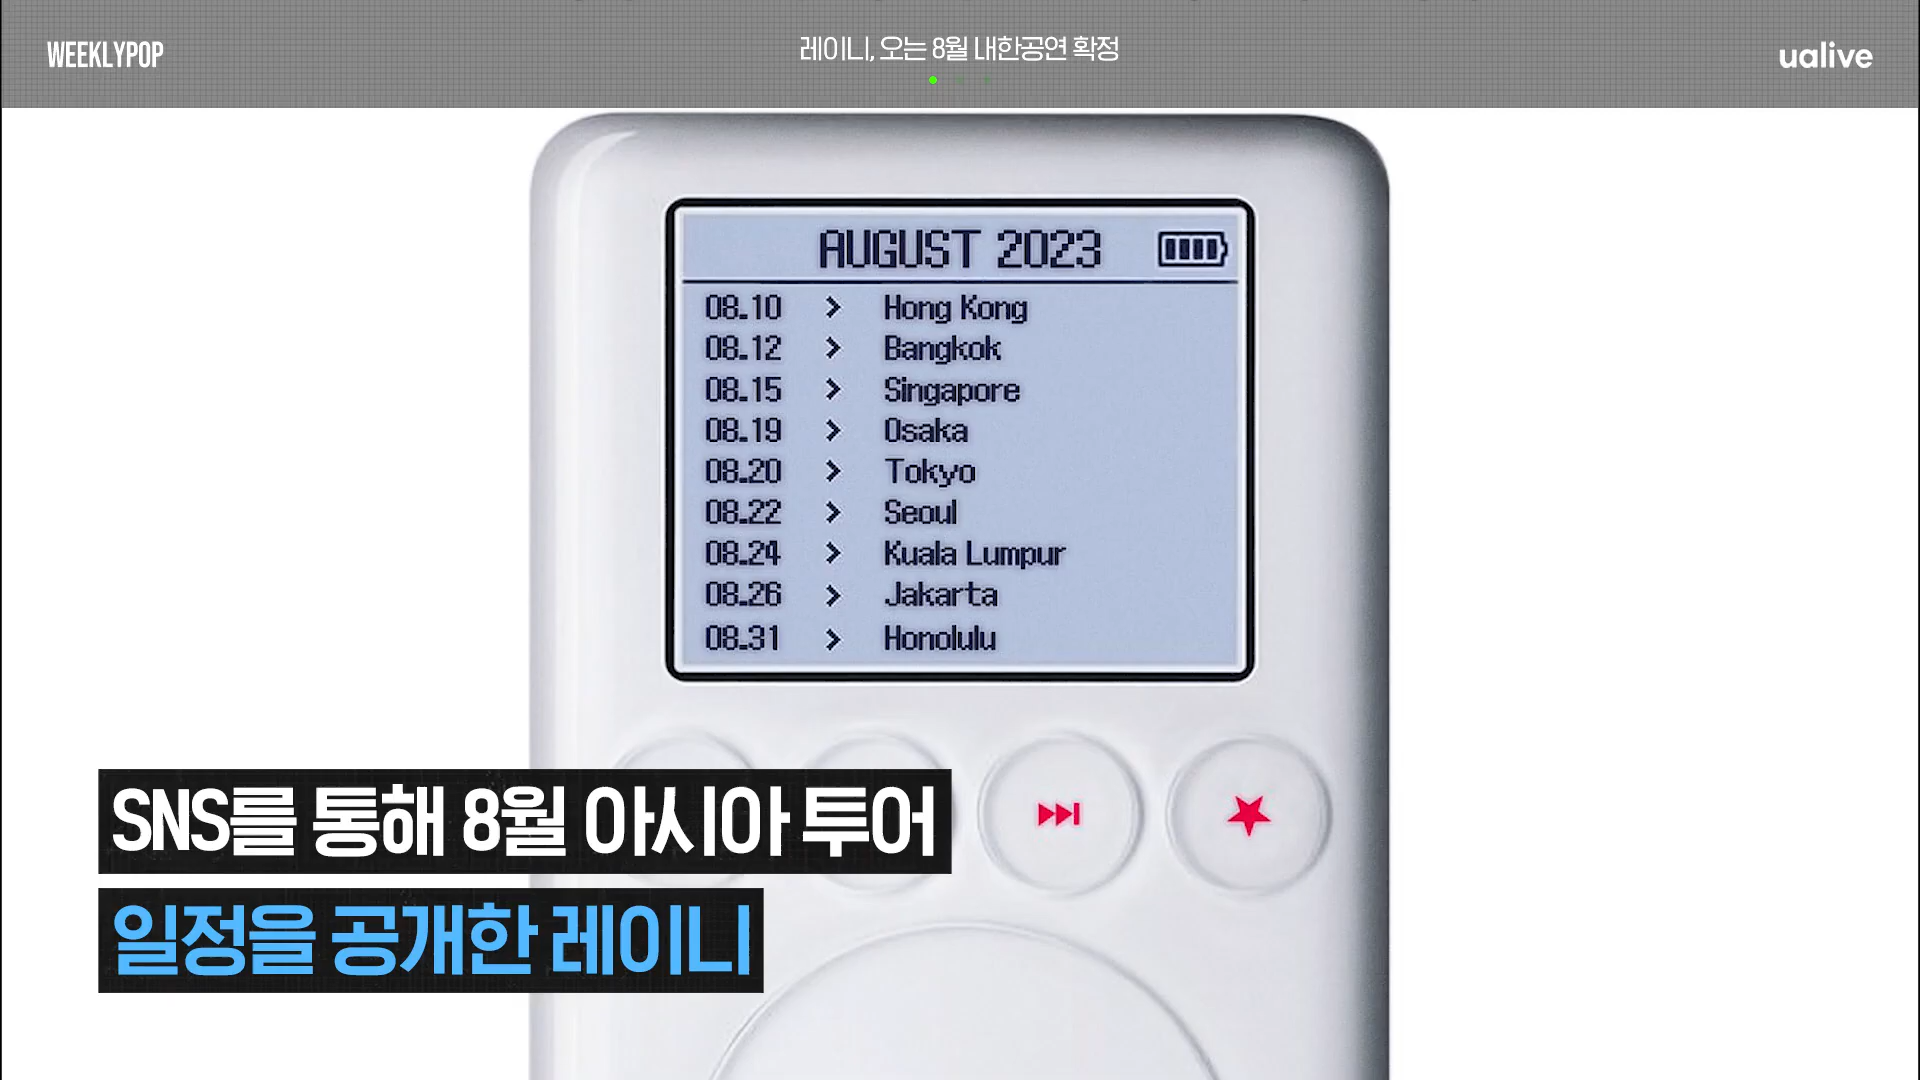 WEEKLYPOP
레이니, 오는 8월 내한공연 확정
ualive
AUGUST 2023
08.10 > Hong Kong
08.12 > Bangkok
08.15 > Singapore
08.19 > Osaka
08.20 > Tokyo
08.22 > Seoul
08.24 > Kuala Lumpur
08.26 > Jakarta
08.31 > Honolulu
SNS를 통해 8월 아시아 투어
일정을 공개한 레이니